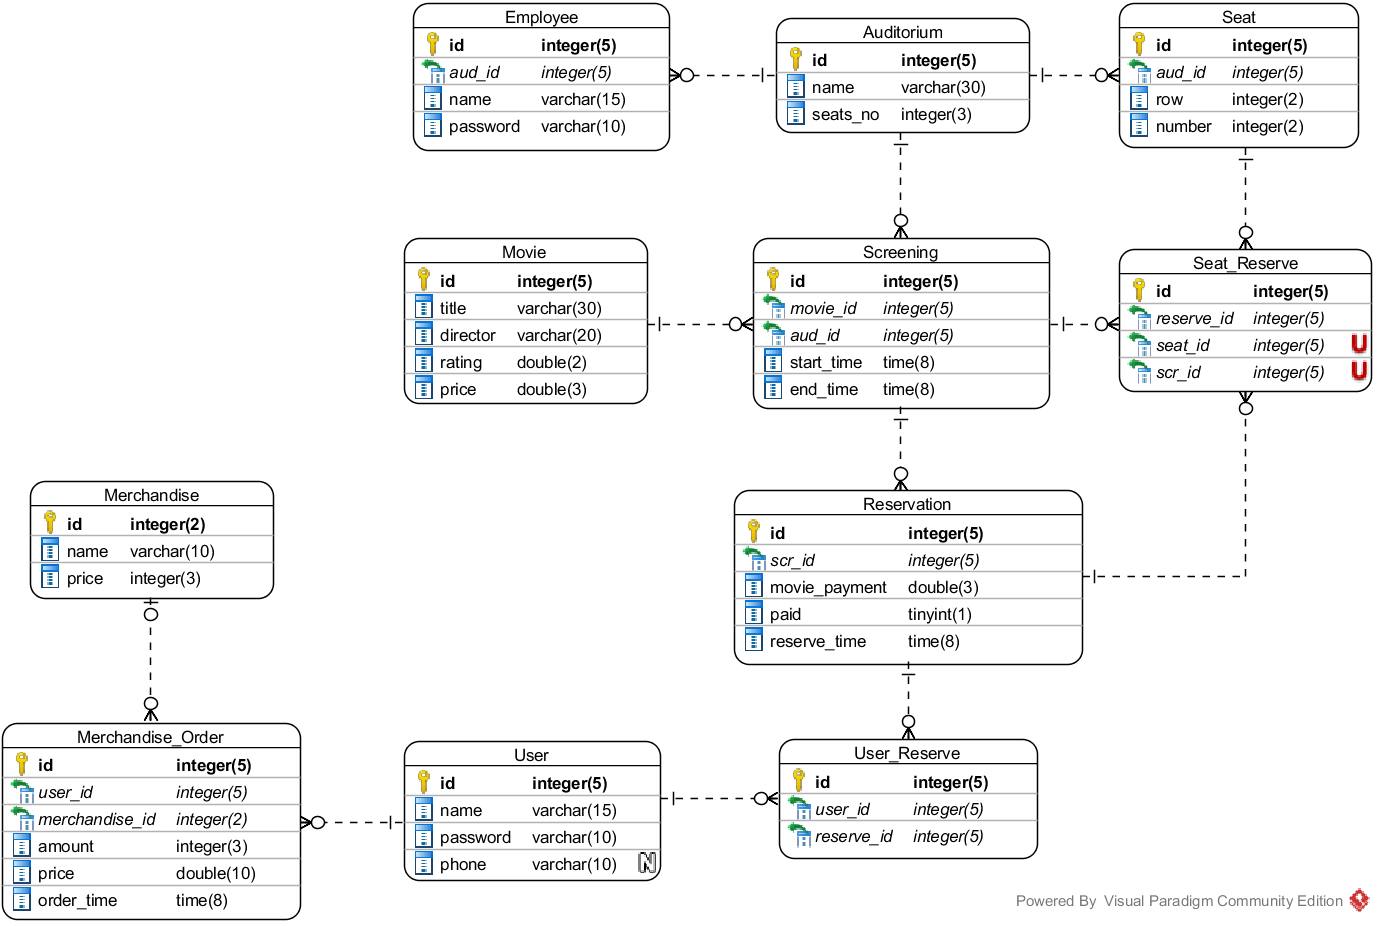 Employee
id integer(5)
aud_id integer(5)
name varchar(15)
password varchar(10)
Auditorium
id integer(5)
name varchar(30)
seats_no integer(3)
Seat
id integer(5)
aud_id integer(5)
row integer(2)
number integer(2)
Movie
id integer(5)
title varchar(30)
director varchar(20)
rating double(2)
price double(3)
Screening
id integer(5)
movie_id integer(5)
aud_id integer(5)
start_time time(8)
end_time time(8)
Seat_Reserve
id integer(5)
reserve_id integer(5)
seat_id integer(5) U
scr_id integer(5) U
Merchandise
id integer(2)
name varchar(10)
price integer(3)
Reservation
id integer(5)
scr_id integer(5)
movie_payment double(3)
paid tinyint(1)
reserve_time time(8)
Merchandise_Order
id integer(5)
user_id integer(5)
merchandise_id integer(2)
amount integer(3)
price double(10)
order_time time(8)
User
id integer(5)
name varchar(15)
password varchar(10)
phone varchar(10) N
User_Reserve
id integer(5)
user_id integer(5)
reserve_id integer(5)
Powered By Visual Paradigm Community Edition